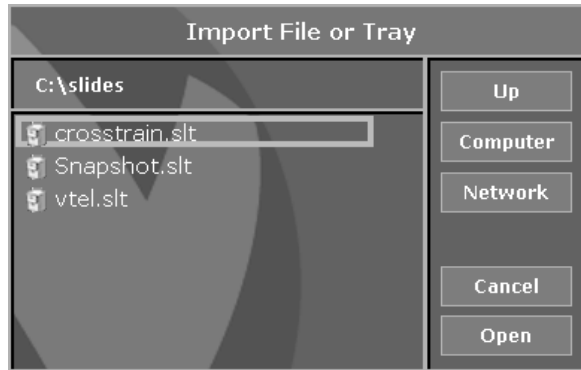 Import File or Tray
C:\slides
crosstrain.slt
Snapshot.slt
vtel.slt
Up
Computer
Network
Cancel
Open